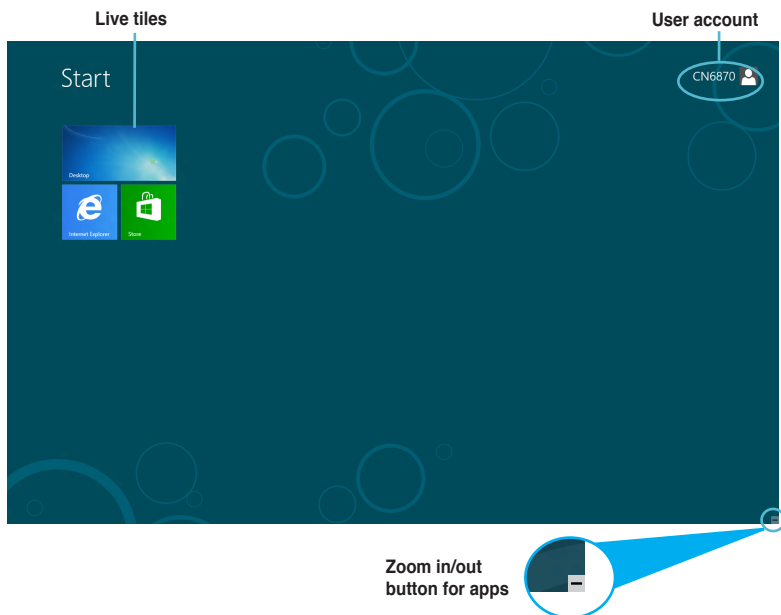 Live tiles
User account
Start
CN6870
Desktop
Internet Explorer
Store
Zoom in/out
button for apps